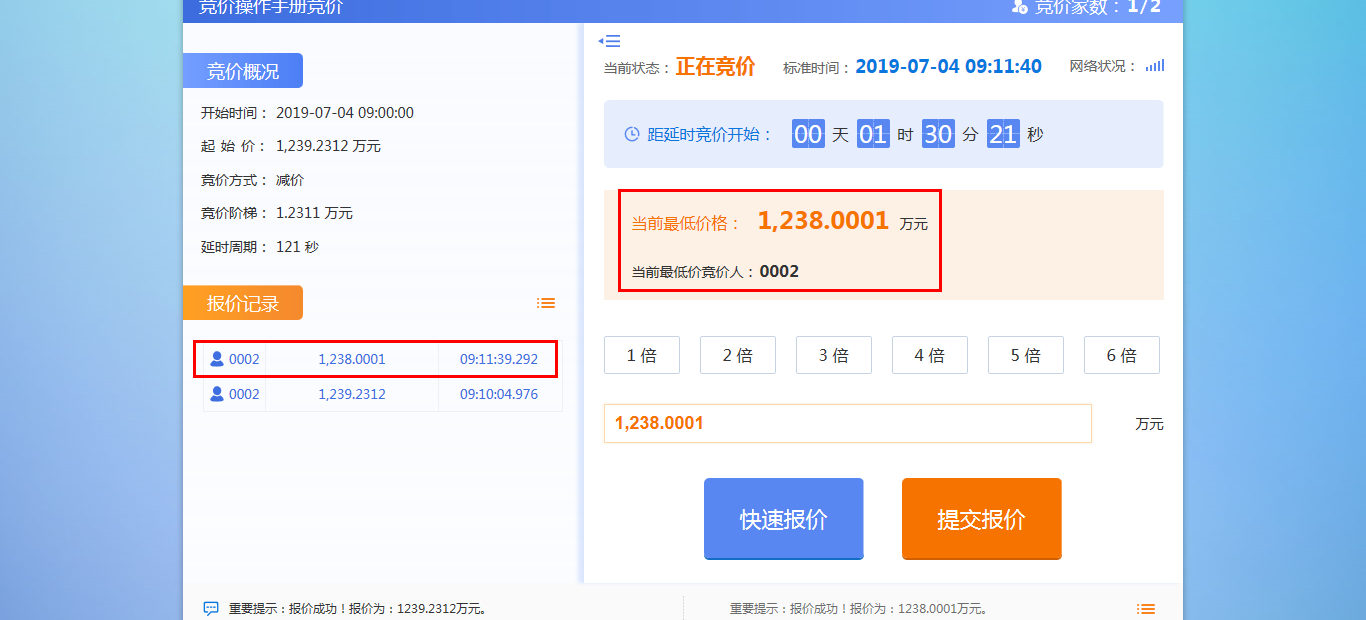 竞价操作手册竞价
竞价家数：1/2
竞价概况
开始时间： 2019-07-04 09:00:00
起 始 价： 1,239.2312 万元
竞价方式： 减价
竞价阶梯： 1.2311 万元
延时周期： 121 秒
报价记录
0002 1,238.0001 09:11:39.292
0002 1,239.2312 09:10:04.976
当前状态：正在竞价 标准时间：2019-07-04 09:11:40 网络状况：
距延时竞价开始： 00 天 01 时 30 分 21 秒
当前最低价格： 1,238.0001 万元
当前最低价竞价人：0002
1 倍 2 倍 3 倍 4 倍 5 倍 6 倍
1,238.0001 万元
快速报价 提交报价
重要提示：报价成功！报价为：1239.2312万元。
重要提示：报价成功！报价为：1238.0001万元。